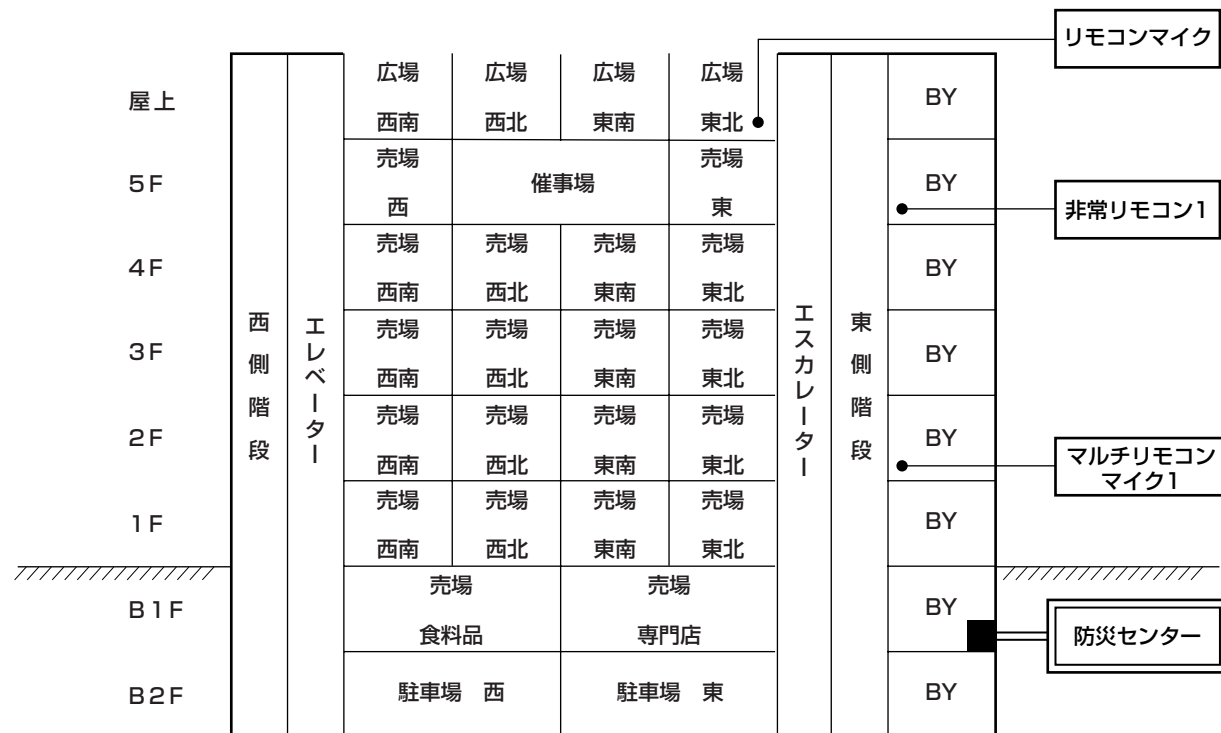 リモコンマイク
広場 広場 広場 広場
屋上
BY
西南 西北 東南 東北
売場 売場
5F
催事場
BY
西 東
非常リモコン1
売場 売場 売場 売場
4F
BY
西南 西北 東南 東北
西側階段
エレベーター
エスカレーター
東側階段
売場 売場 売場 売場
3F
BY
西南 西北 東南 東北
売場 売場 売場 売場
2F
BY
西南 西北 東南 東北
マルチリモコン
マイク1
売場 売場 売場 売場
1F
BY
西南 西北 東南 東北
売場 売場
B1F
BY
食料品 専門店
防災センター
B2F
駐車場 西 駐車場 東
BY